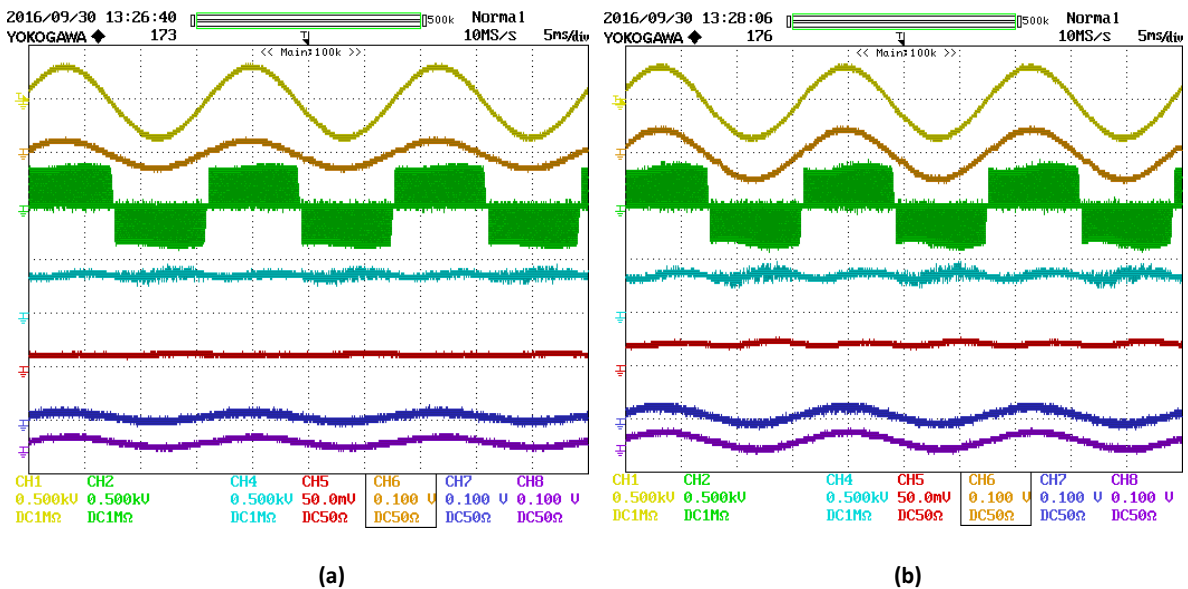 2016/09/30 13:26:40 500k Normal
YOKOGAWA ◆ 173 T 10MS/s 5ms/div
<< Main:100k >>
T
CH1 CH2 CH4 CH5 CH6 CH7 CH8
0.500kV 0.500kV 0.500kV 50.0mV 0.100 V 0.100 V 0.100 V
DC1MΩ DC1MΩ DC1MΩ DC50Ω DC50Ω DC50Ω DC50Ω
(a)
2016/09/30 13:28:06 500k Normal
YOKOGAWA ◆ 176 T 10MS/s 5ms/div
<< Main:100k >>
T
CH1 CH2 CH4 CH5 CH6 CH7 CH8
0.500kV 0.500kV 0.500kV 50.0mV 0.100 V 0.100 V 0.100 V
DC1MΩ DC1MΩ DC1MΩ DC50Ω DC50Ω DC50Ω DC50Ω
(b)